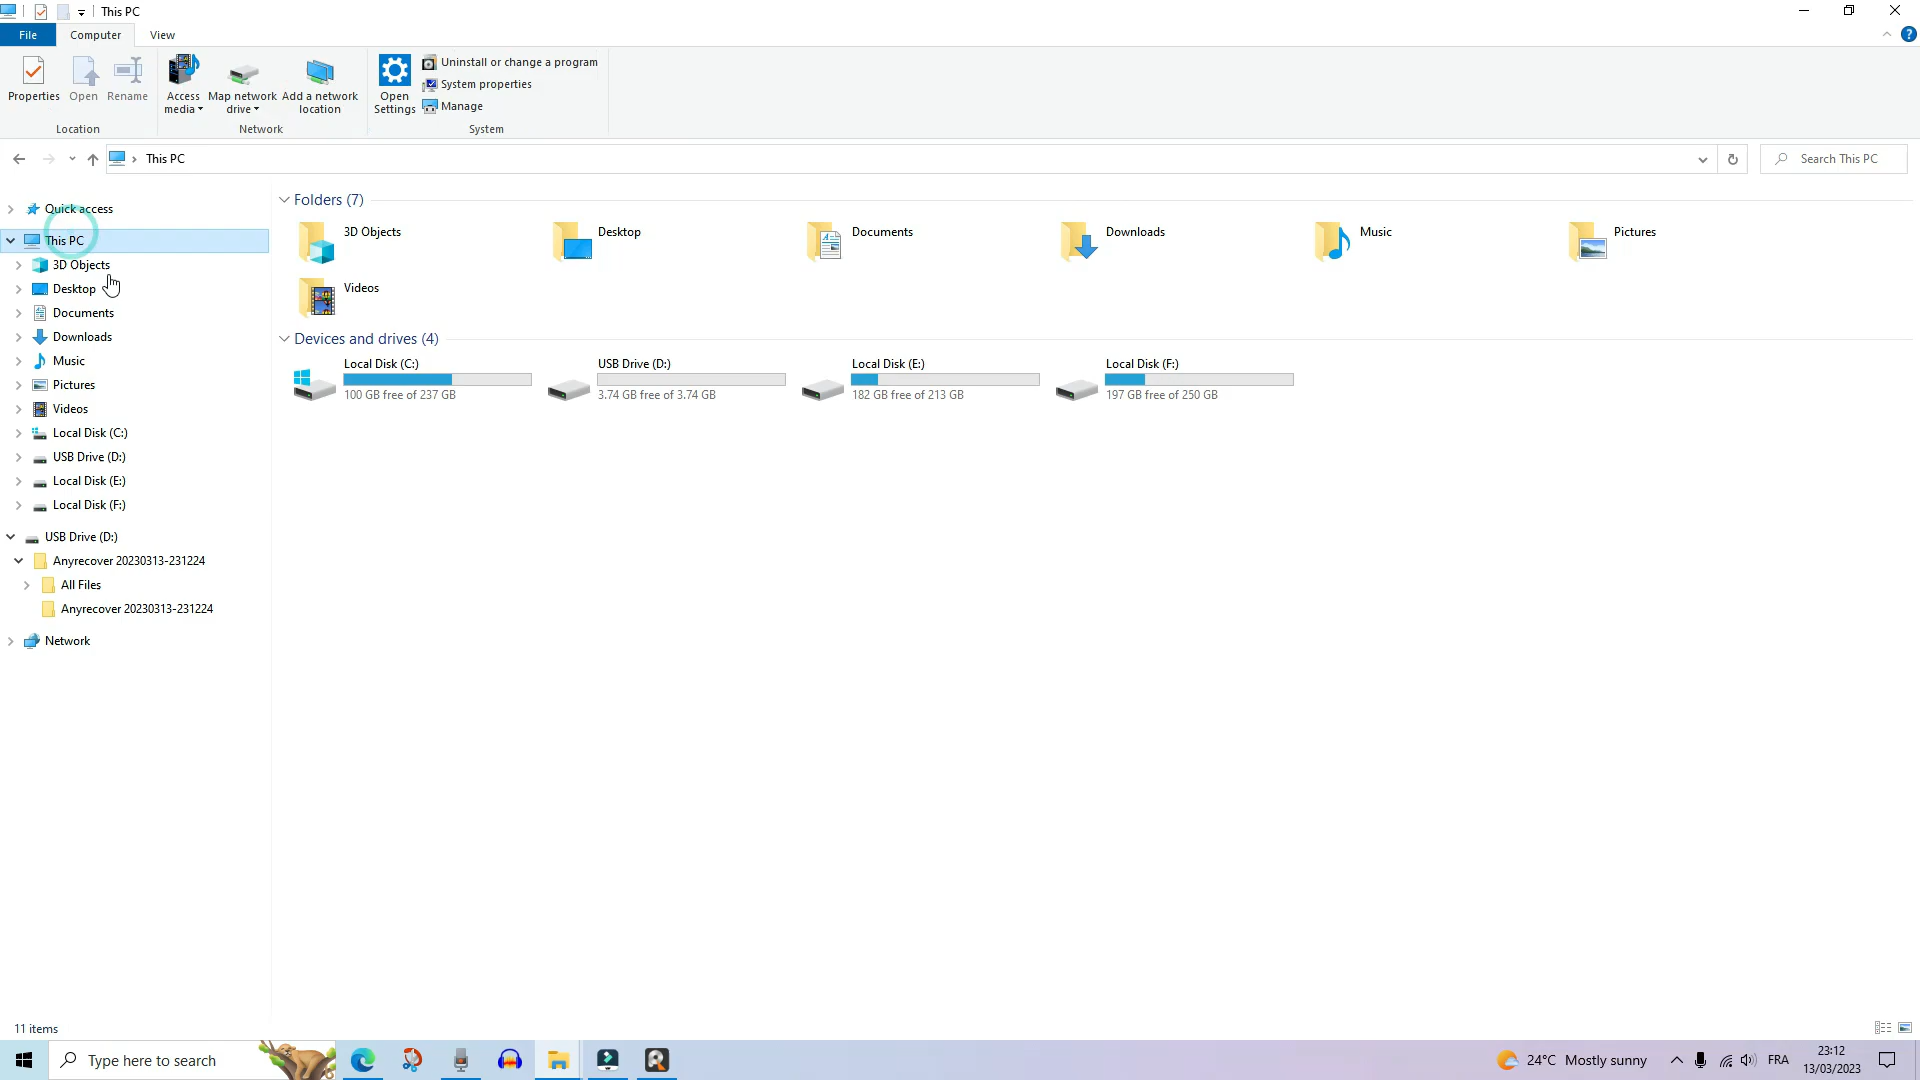 This PC
File Computer View
Properties Open Rename Access media Map network drive Add a network location Open Settings Uninstall or change a program
System properties
Manage
Location Network System
This PC
Search This PC
Quick access
This PC
3D Objects
Desktop
Documents
Downloads
Music
Pictures
Videos
Local Disk (C:)
USB Drive (D:)
Local Disk (E:)
Local Disk (F:)
USB Drive (D:)
Anyrecover 20230313-231224
All Files
Anyrecover 20230313-231224
Network
Folders (7)
3D Objects Desktop Documents Downloads Music Pictures
Videos
Devices and drives (4)
Local Disk (C:) USB Drive (D:) Local Disk (E:) Local Disk (F:)
100 GB free of 237 GB 3.74 GB free of 3.74 GB 182 GB free of 213 GB 197 GB free of 250 GB
11 items
Type here to search
24°C Mostly sunny
FRA
23:12
13/03/2023